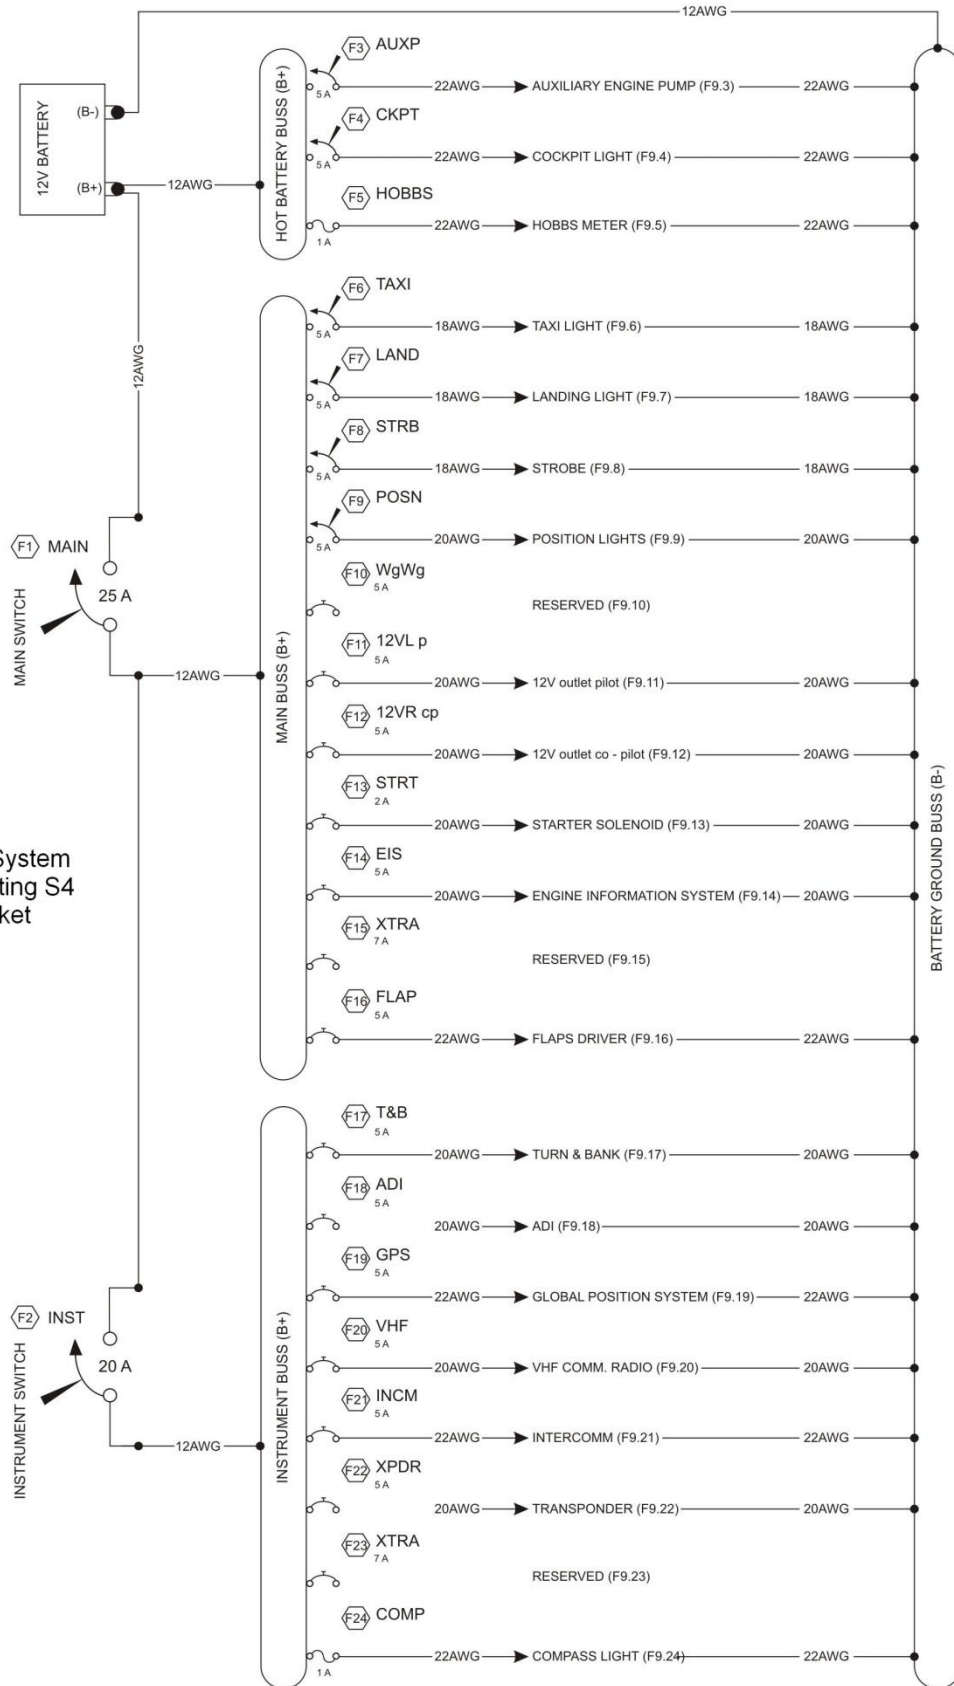 12AWG
F3 AUXP
5 A
22AWG AUXILIARY ENGINE PUMP (F9.3) 22AWG
12V BATTERY
(B-)
(B+)
12AWG
HOT BATTERY BUSS (B+)
F4 CKPT
5 A
22AWG COCKPIT LIGHT (F9.4) 22AWG
F5 HOBBS
1 A
22AWG HOBBS METER (F9.5) 22AWG
12AWG
F6 TAXI
5 A
18AWG TAXI LIGHT (F9.6) 18AWG
F7 LAND
5 A
18AWG LANDING LIGHT (F9.7) 18AWG
F8 STRB
5 A
18AWG STROBE (F9.8) 18AWG
F9 POSN
5 A
20AWG POSITION LIGHTS (F9.9) 20AWG
F1 MAIN
25 A
MAIN SWITCH
12AWG
MAIN BUSS (B+)
F10 WgWg
5 A
RESERVED (F9.10)
F11 12VL p
5 A
20AWG 12V outlet pilot (F9.11) 20AWG
F12 12VR cp
5 A
20AWG 12V outlet co - pilot (F9.12) 20AWG
F13 STRT
2 A
20AWG STARTER SOLENOID (F9.13) 20AWG
BATTERY GROUND BUSS (B-)
System
ting S4
ket
F14 EIS
5 A
20AWG ENGINE INFORMATION SYSTEM (F9.14) 20AWG
F15 XTRA
7 A
RESERVED (F9.15)
F16 FLAP
5 A
22AWG FLAPS DRIVER (F9.16) 22AWG
F17 T&B
5 A
20AWG TURN & BANK (F9.17) 20AWG
F18 ADI
5 A
20AWG ADI (F9.18) 20AWG
F19 GPS
5 A
22AWG GLOBAL POSITION SYSTEM (F9.19) 22AWG
F2 INST
20 A
INSTRUMENT SWITCH
12AWG
INSTRUMENT BUSS (B+)
F20 VHF
5 A
20AWG VHF COMM. RADIO (F9.20) 20AWG
F21 INCM
5 A
22AWG INTERCOMM (F9.21) 22AWG
F22 XPDR
5 A
20AWG TRANSPONDER (F9.22) 20AWG
F23 XTRA
7 A
RESERVED (F9.23)
F24 COMP
1 A
22AWG COMPASS LIGHT (F9.24) 22AWG